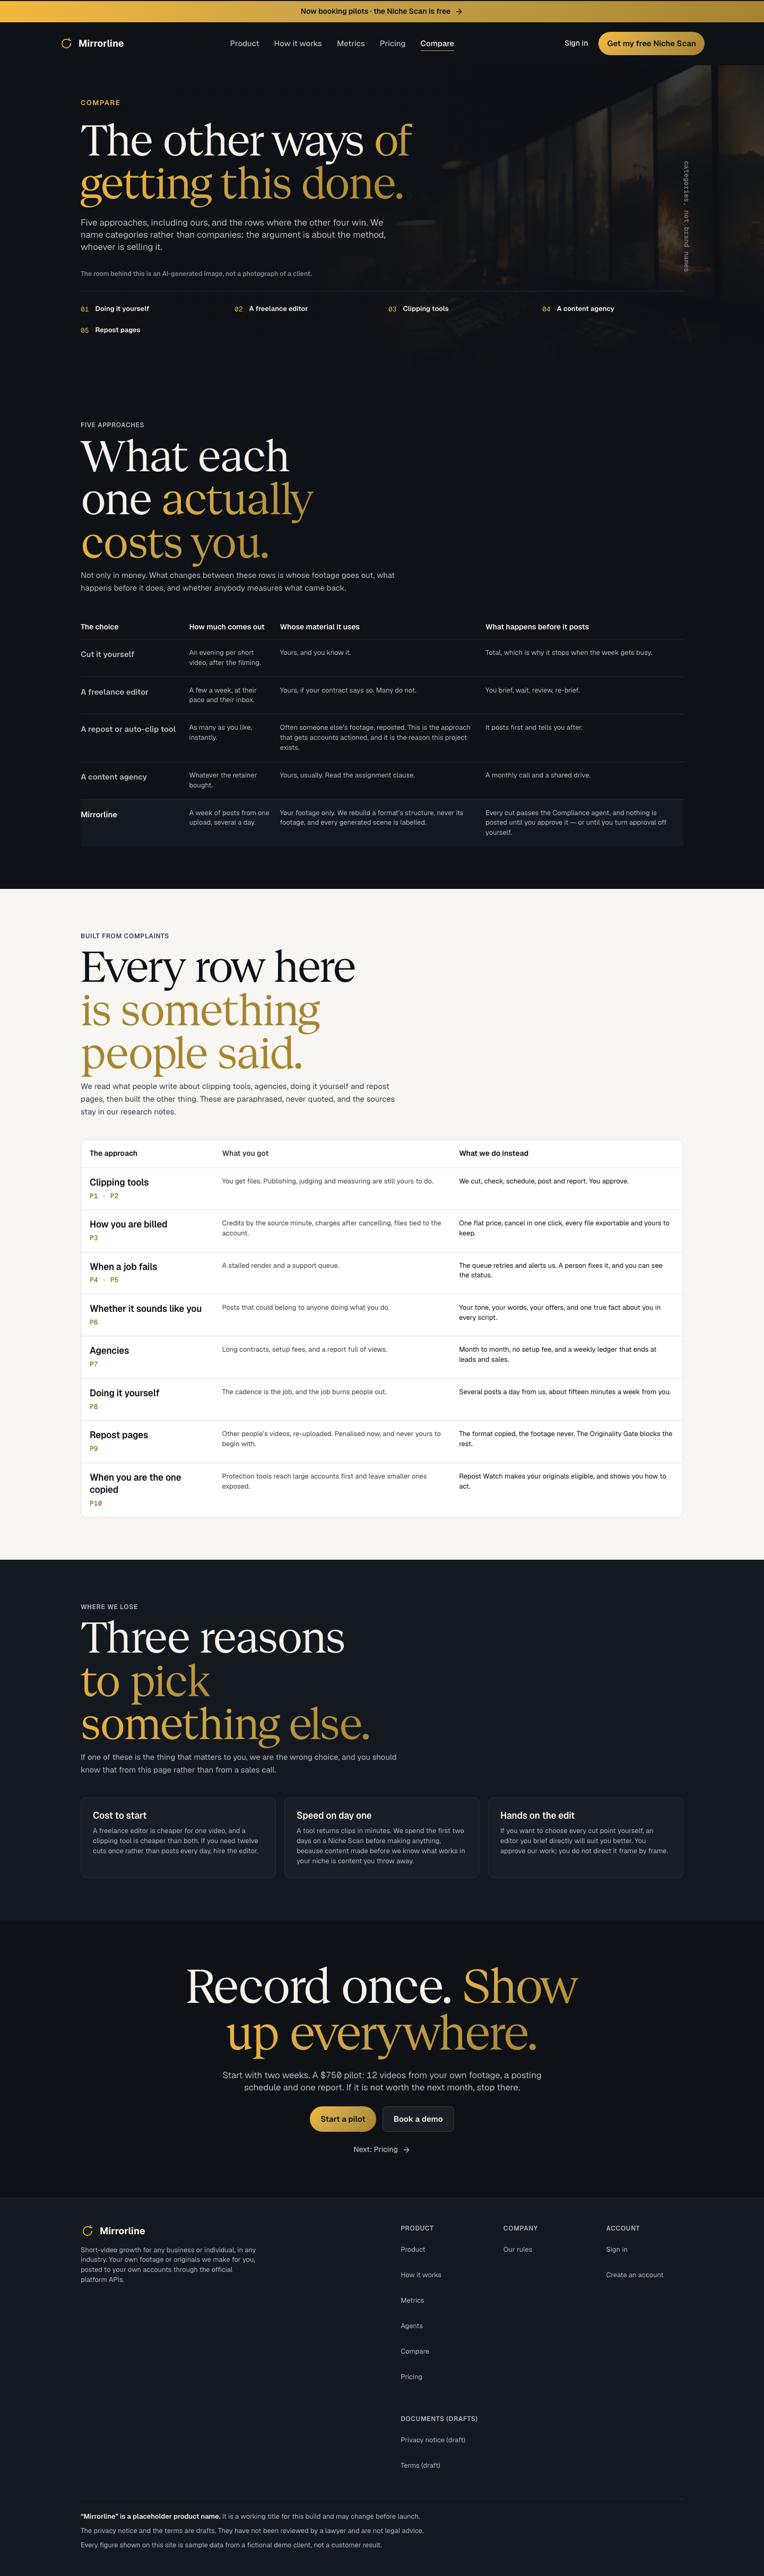 Now booking pilots · the Niche Scan is free →
Mirrorline
Product
How it works
Metrics
Pricing
Compare
Sign in
Get my free Niche Scan
COMPARE
The other ways of
getting this done.
Five approaches, including ours, and the rows where the other four win. We
name categories rather than companies: the argument is about the method,
whoever is selling it.
categories, not brand names
The room behind this is an AI-generated image, not a photograph of a client.
01 Doing it yourself
02 A freelance editor
03 Clipping tools
04 A content agency
05 Repost pages
FIVE APPROACHES
What each
one actually
costs you.
Not only in money. What changes between these rows is whose footage goes out, what
happens before it does, and whether anybody measures what came back.
The choice
How much comes out
Whose material it uses
What happens before it posts
Cut it yourself
An evening per short
video, after the filming.
Yours, and you know it.
Total, which is why it stops when the week gets busy.
A freelance editor
A few a week, at their
pace and their inbox.
Yours, if your contract says so. Many do not.
You brief, wait, review, re-brief.
A repost or auto-clip tool
As many as you like,
instantly.
Often someone else's footage, reposted. This is the approach
that gets accounts actioned, and it is the reason this project
exists.
It posts first and tells you after.
A content agency
Whatever the retainer
bought.
Yours, usually. Read the assignment clause.
A monthly call and a shared drive.
Mirrorline
A week of posts from one
upload, several a day.
Your footage only. We rebuild a format's structure, never its
footage, and every generated scene is labelled.
Every cut passes the Compliance agent, and nothing is
posted until you approve it — or until you turn approval off
yourself.
BUILT FROM COMPLAINTS
Every row here
is something
people said.
We read what people write about clipping tools, agencies, doing it yourself and repost
pages, then built the other thing. These are paraphrased, never quoted, and the sources
stay in our research notes.
The approach
What you got
What we do instead
Clipping tools
P1 · P2
You get files. Publishing, judging and measuring are still yours to do.
We cut, check, schedule, post and report. You approve.
How you are billed
P3
Credits by the source minute, charges after cancelling, files tied to the
account.
One flat price, cancel in one click, every file exportable and yours to
keep.
When a job fails
P4 · P5
A stalled render and a support queue.
The queue retries and alerts us. A person fixes it, and you can see
the status.
Whether it sounds like you
P6
Posts that could belong to anyone doing what you do.
Your tone, your words, your offers, and one true fact about you in
every script.
Agencies
P7
Long contracts, setup fees, and a report full of views.
Month to month, no setup fee, and a weekly ledger that ends at
leads and sales.
Doing it yourself
P8
The cadence is the job, and the job burns people out.
Several posts a day from us, about fifteen minutes a week from you.
Repost pages
P9
Other people's videos, re-uploaded. Penalised now, and never yours to
begin with.
The format copied, the footage never. The Originality Gate blocks the
rest.
When you are the one
copied
P10
Protection tools reach large accounts first and leave smaller ones
exposed.
Repost Watch makes your originals eligible, and shows you how to
act.
WHERE WE LOSE
Three reasons
to pick
something else.
If one of these is the thing that matters to you, we are the wrong choice, and you should
know that from this page rather than from a sales call.
Cost to start
A freelance editor is cheaper for one video, and a
clipping tool is cheaper than both. If you need twelve
cuts once rather than posts every day, hire the editor.
Speed on day one
A tool returns clips in minutes. We spend the first two
days on a Niche Scan before making anything,
because content made before we know what works in
your niche is content you throw away.
Hands on the edit
If you want to choose every cut point yourself, an
editor you brief directly will suit you better. You
approve our work; you do not direct it frame by frame.
Record once. Show
up everywhere.
Start with two weeks. A $750 pilot: 12 videos from your own footage, a posting
schedule and one report. If it is not worth the next month, stop there.
Start a pilot
Book a demo
Next: Pricing →
Mirrorline
Short-video growth for any business or individual, in any
industry. Your own footage or originals we make for you,
posted to your own accounts through the official
platform APIs.
PRODUCT
Product
How it works
Metrics
Agents
Compare
Pricing
COMPANY
Our rules
ACCOUNT
Sign in
Create an account
DOCUMENTS (DRAFTS)
Privacy notice (draft)
Terms (draft)
"Mirrorline" is a placeholder product name. It is a working title for this build and may change before launch.
The privacy notice and the terms are drafts. They have not been reviewed by a lawyer and are not legal advice.
Every figure shown on this site is sample data from a fictional demo client, not a customer result.